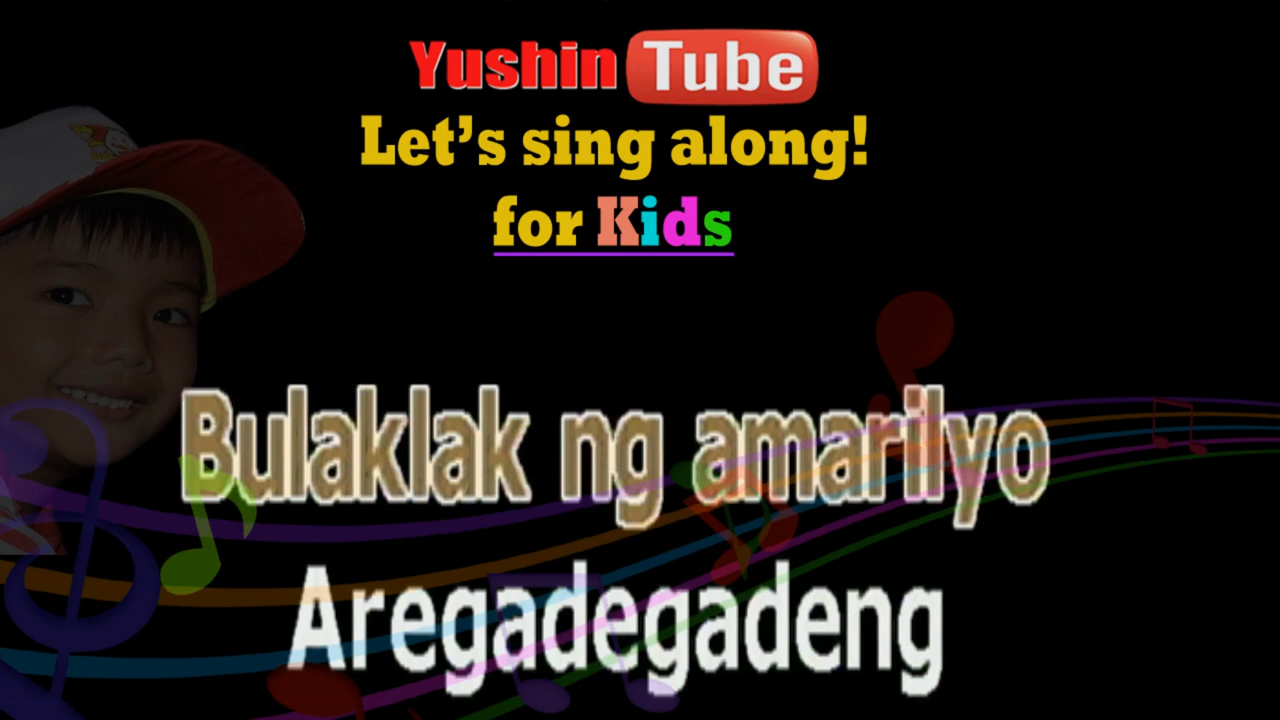 Yushin Tube
Let's sing along!
for Kids
Bulaklak ng amarilyo
Aregadegadeng